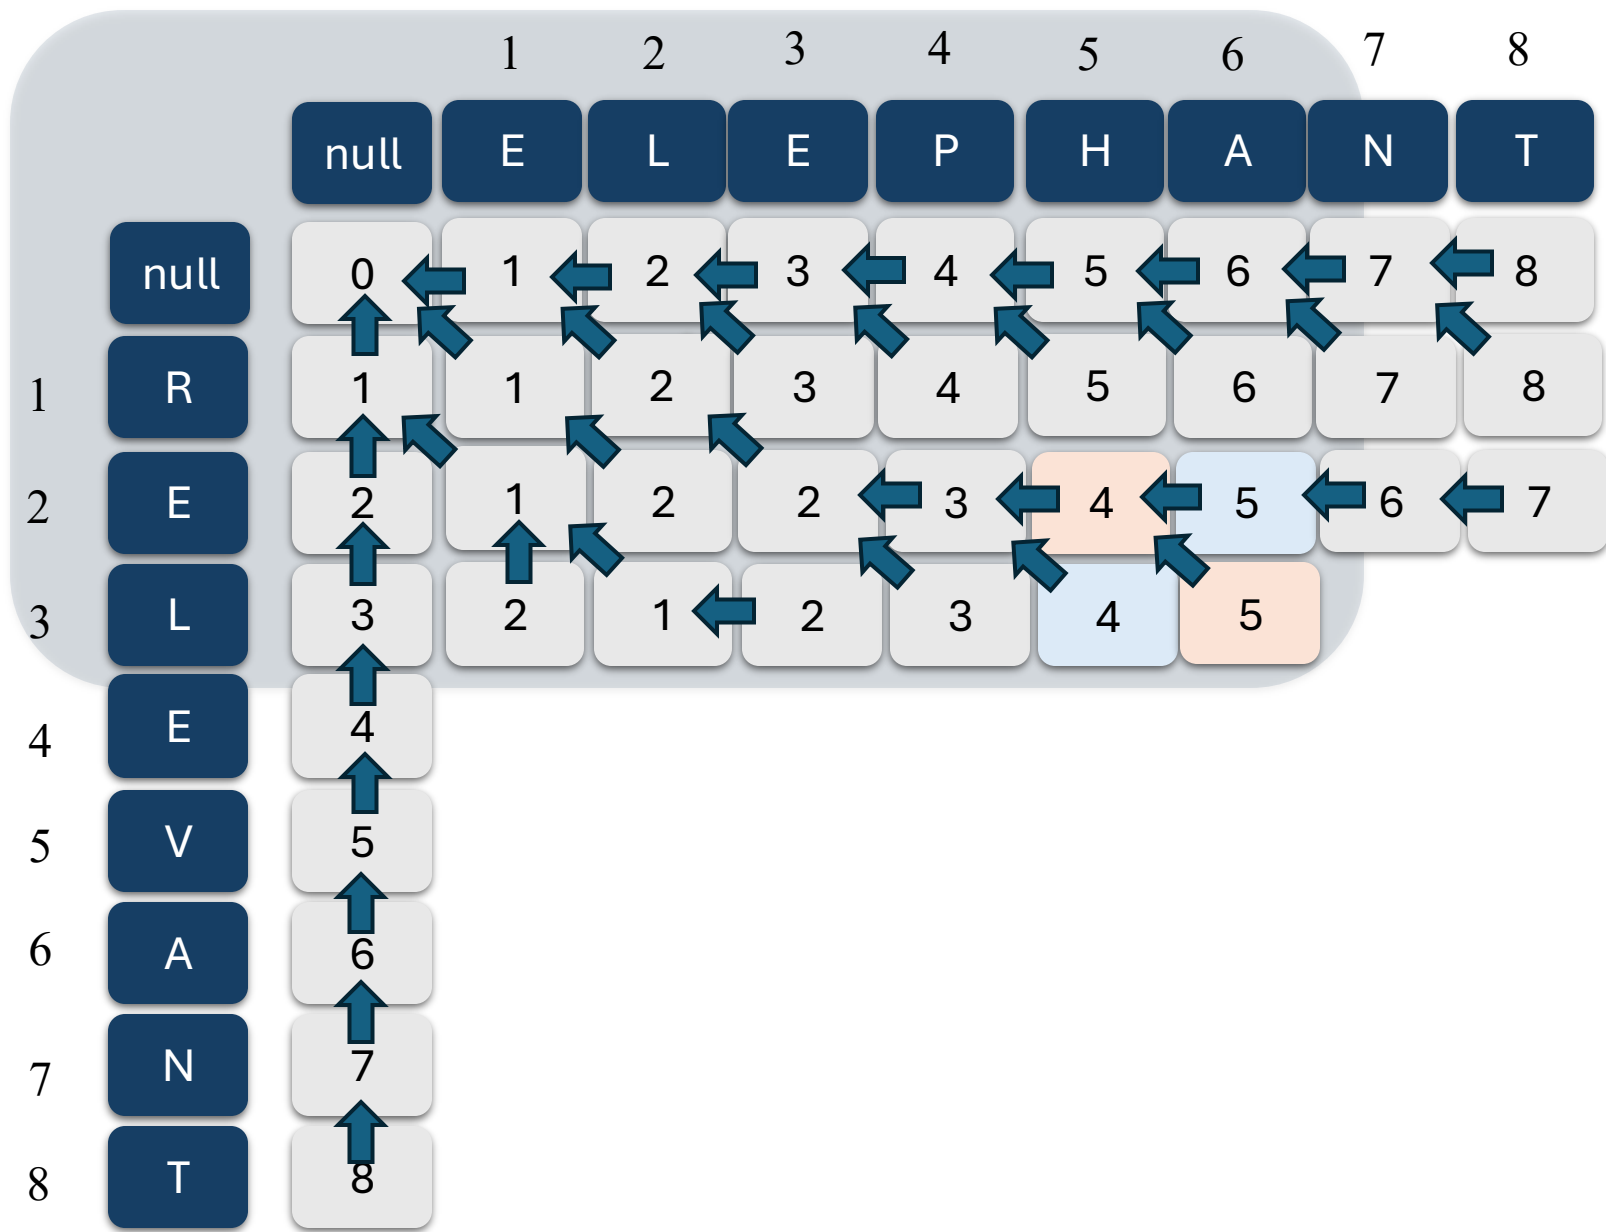 1 2 3 4 5 6 7 8
null E L E P H A N T
null 0 1 2 3 4 5 6 7 8
1 R 1 1 2 3 4 5 6 7 8
2 E 2 1 2 2 3 4 5 6 7
3 L 3 2 1 2 3 4 5
4 E 4
5 V 5
6 A 6
7 N 7
8 T 8